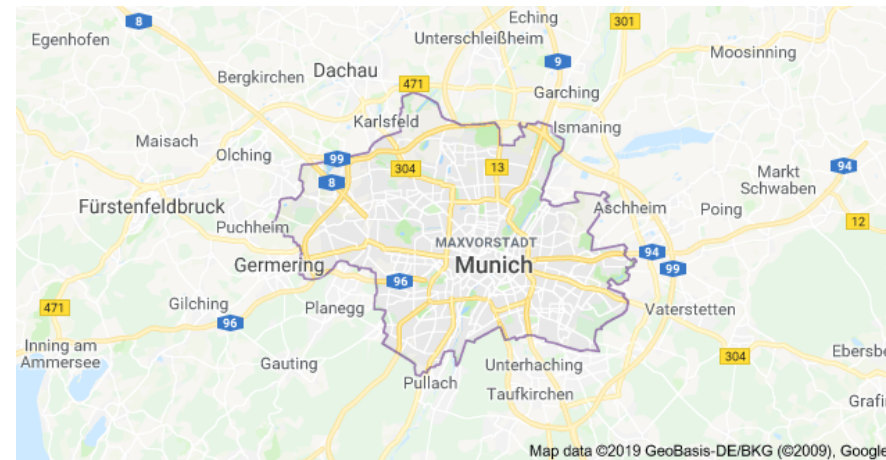 Eching
8
301
Egenhofen
Unterschleißheim
Moosinning
9
Dachau
Bergkirchen
471
Garching
Karlsfeld
Ismaning
Maisach
Olching
99
304
13
94
8
Markt
Schwaben
Fürstenfeldbruck
Aschheim
Poing
Puchheim
12
MAXVORSTADT
94
Germering
Munich
99
96
Gilching
Planegg
471
Vaterstetten
96
Inning am
Ammersee
304
Ebersbe
Gauting
Unterhaching
Pullach
Taufkirchen
Grafi
Map data ©2019 GeoBasis-DE/BKG (©2009), Google